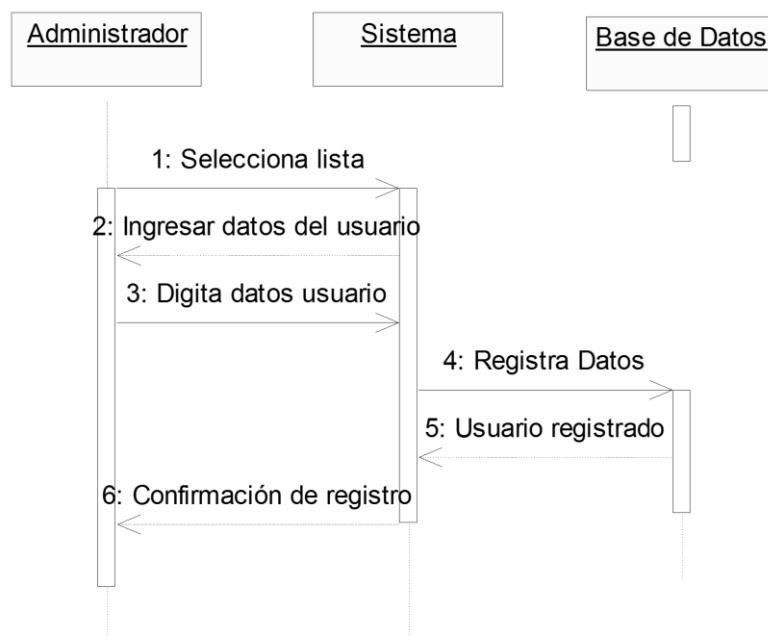 Administrador
Sistema
Base de Datos
1: Selecciona lista
2: Ingresar datos del usuario
3: Digita datos usuario
4: Registra Datos
5: Usuario registrado
6: Confirmación de registro